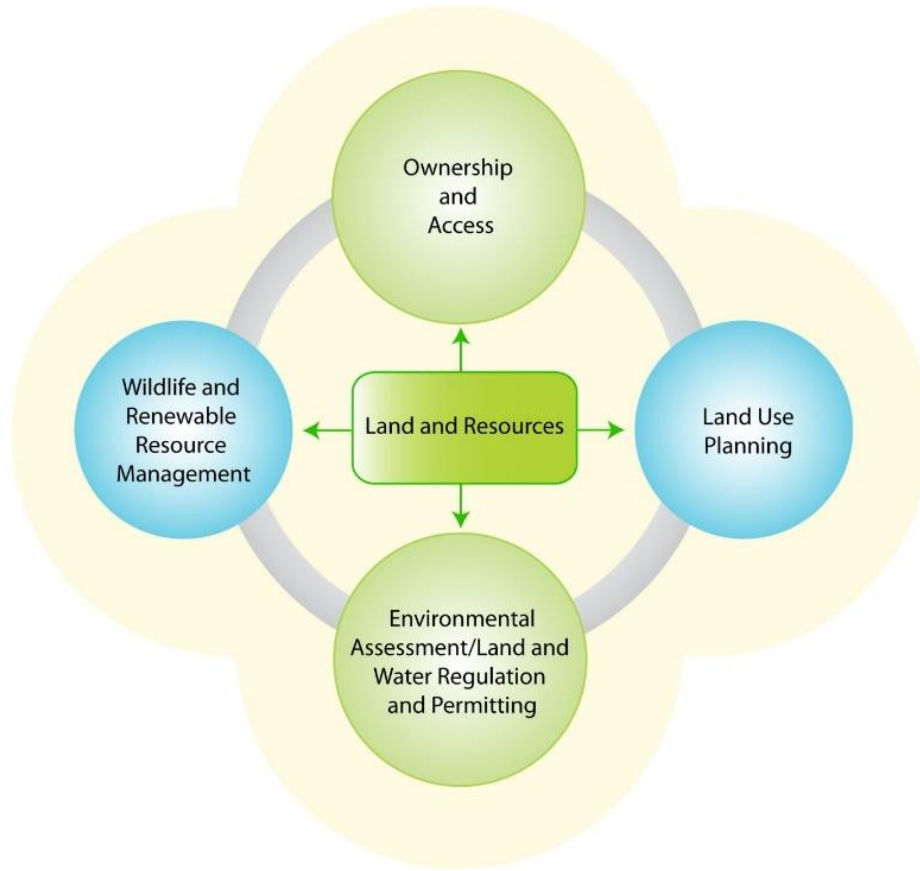 Ownership
and
Access
Wildlife and
Renewable
Resource
Management
Land and Resources
Land Use
Planning
Environmental
Assessment/Land and
Water Regulation
and Permitting